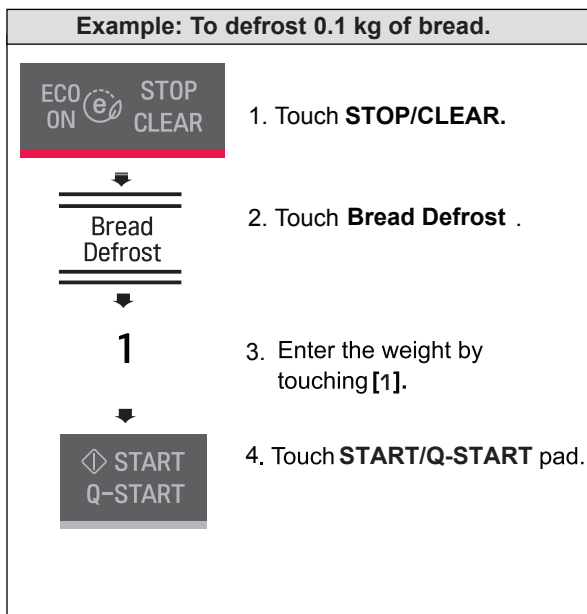 Example: To defrost 0.1 kg of bread.
ECO ON e STOP CLEAR
1. Touch STOP/CLEAR.
Bread
Defrost
2. Touch Bread Defrost .
1
3. Enter the weight by
touching [1].
START
Q-START
4. Touch START/Q-START pad.